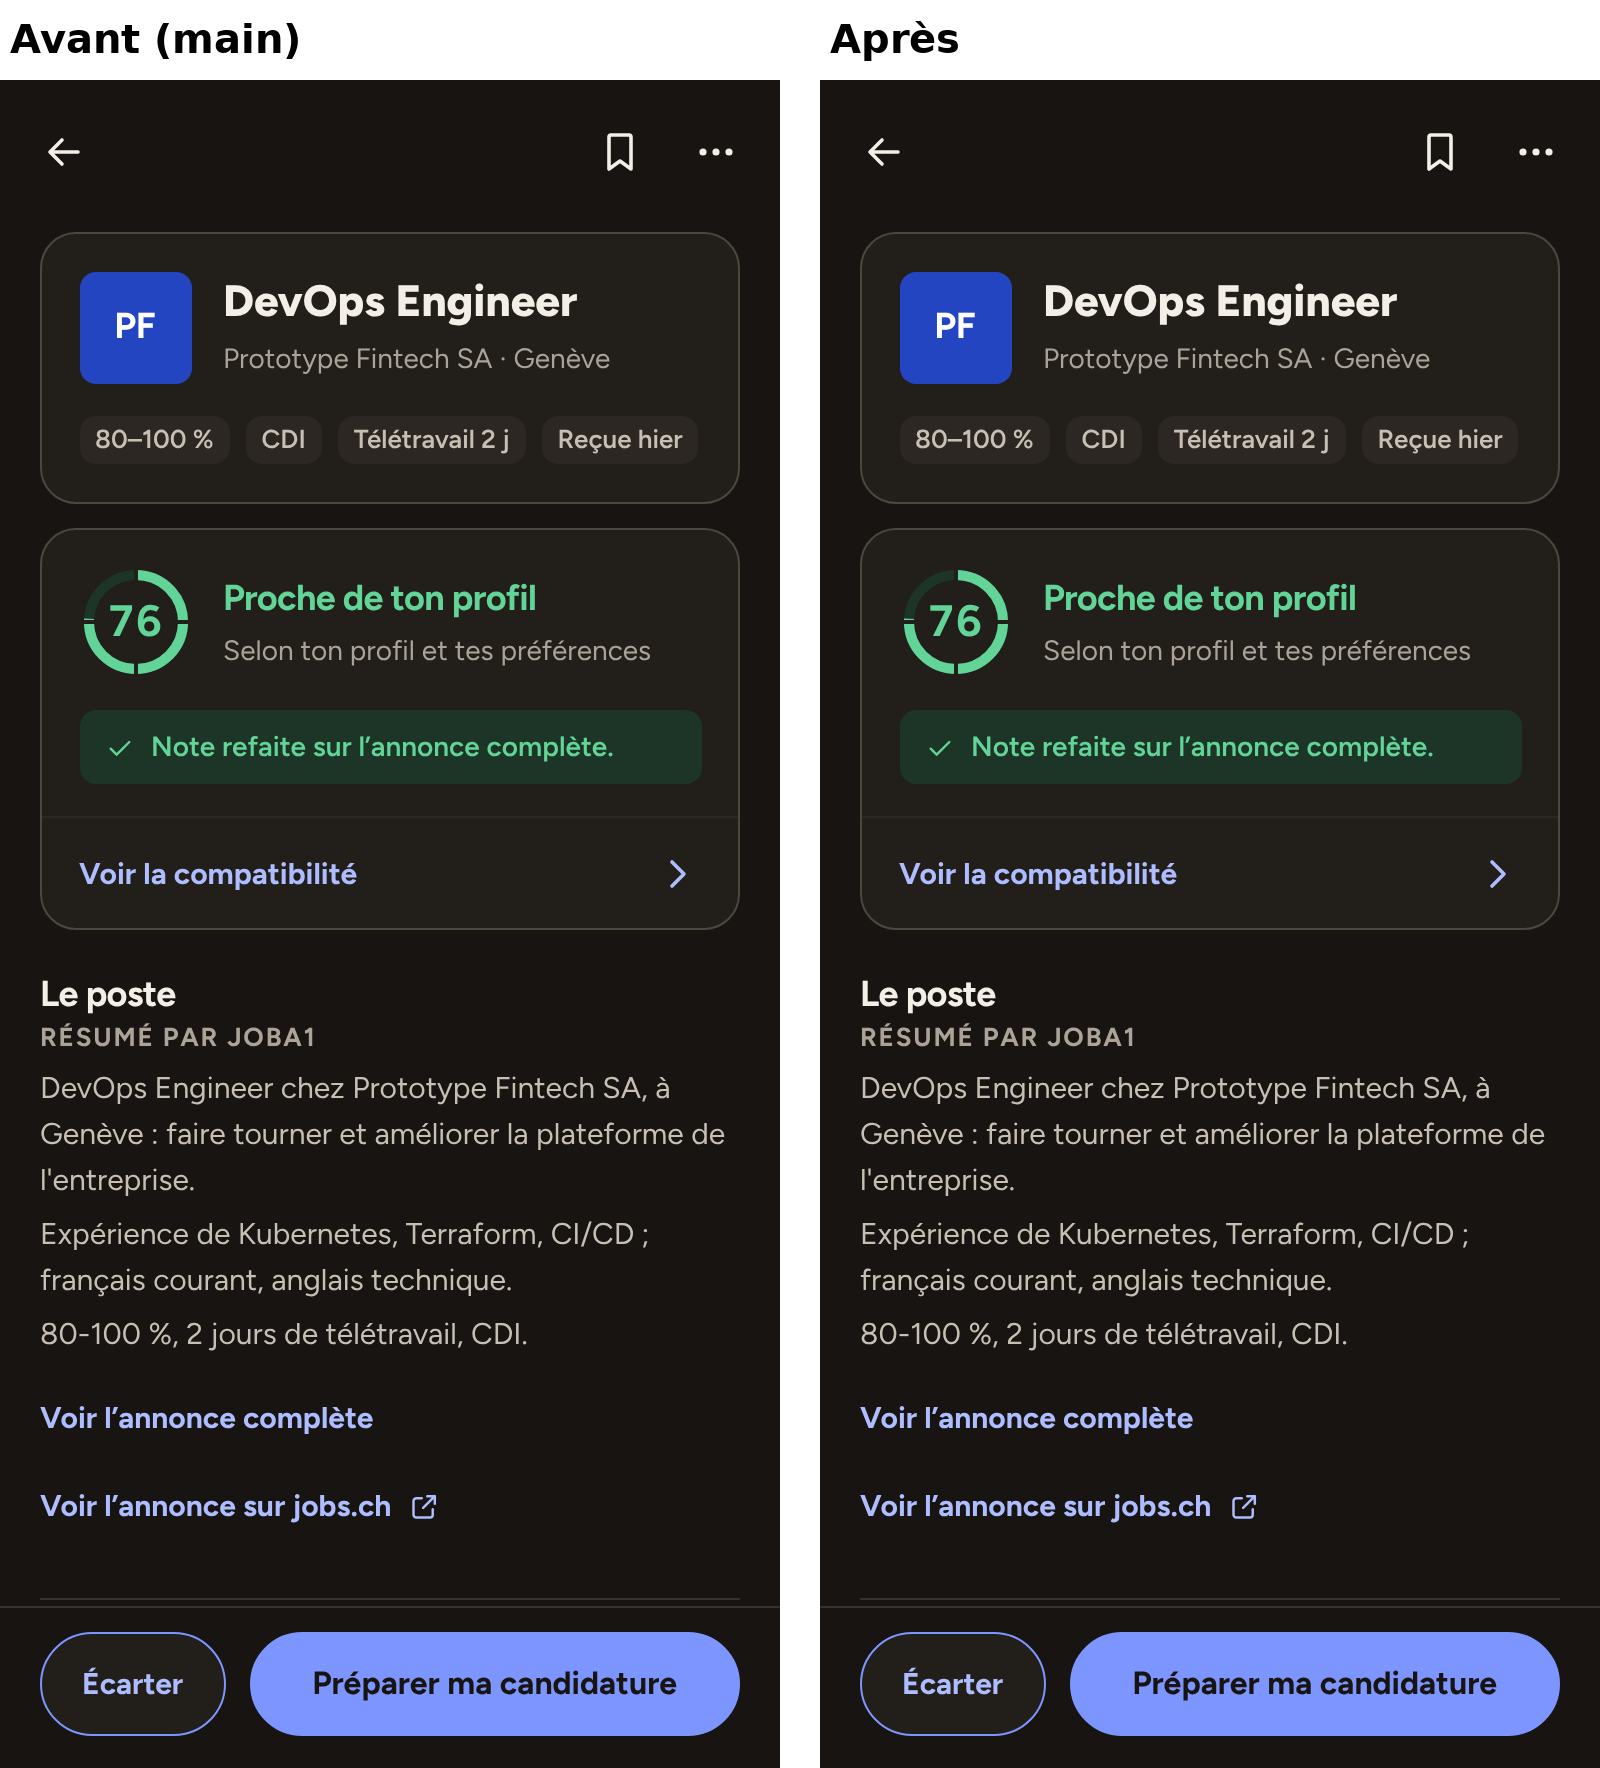 Avant (main)
PF
DevOps Engineer
Prototype Fintech SA · Genève
80–100 %
CDI
Télétravail 2 j
Reçue hier
76
Proche de ton profil
Selon ton profil et tes préférences
Note refaite sur l’annonce complète.
Voir la compatibilité
Le poste
RÉSUMÉ PAR JOBA1
DevOps Engineer chez Prototype Fintech SA, à
Genève : faire tourner et améliorer la plateforme de
l'entreprise.
Expérience de Kubernetes, Terraform, CI/CD ;
français courant, anglais technique.
80-100 %, 2 jours de télétravail, CDI.
Voir l’annonce complète
Voir l’annonce sur jobs.ch
Écarter
Préparer ma candidature
Après
PF
DevOps Engineer
Prototype Fintech SA · Genève
80–100 %
CDI
Télétravail 2 j
Reçue hier
76
Proche de ton profil
Selon ton profil et tes préférences
Note refaite sur l’annonce complète.
Voir la compatibilité
Le poste
RÉSUMÉ PAR JOBA1
DevOps Engineer chez Prototype Fintech SA, à
Genève : faire tourner et améliorer la plateforme de
l'entreprise.
Expérience de Kubernetes, Terraform, CI/CD ;
français courant, anglais technique.
80-100 %, 2 jours de télétravail, CDI.
Voir l’annonce complète
Voir l’annonce sur jobs.ch
Écarter
Préparer ma candidature